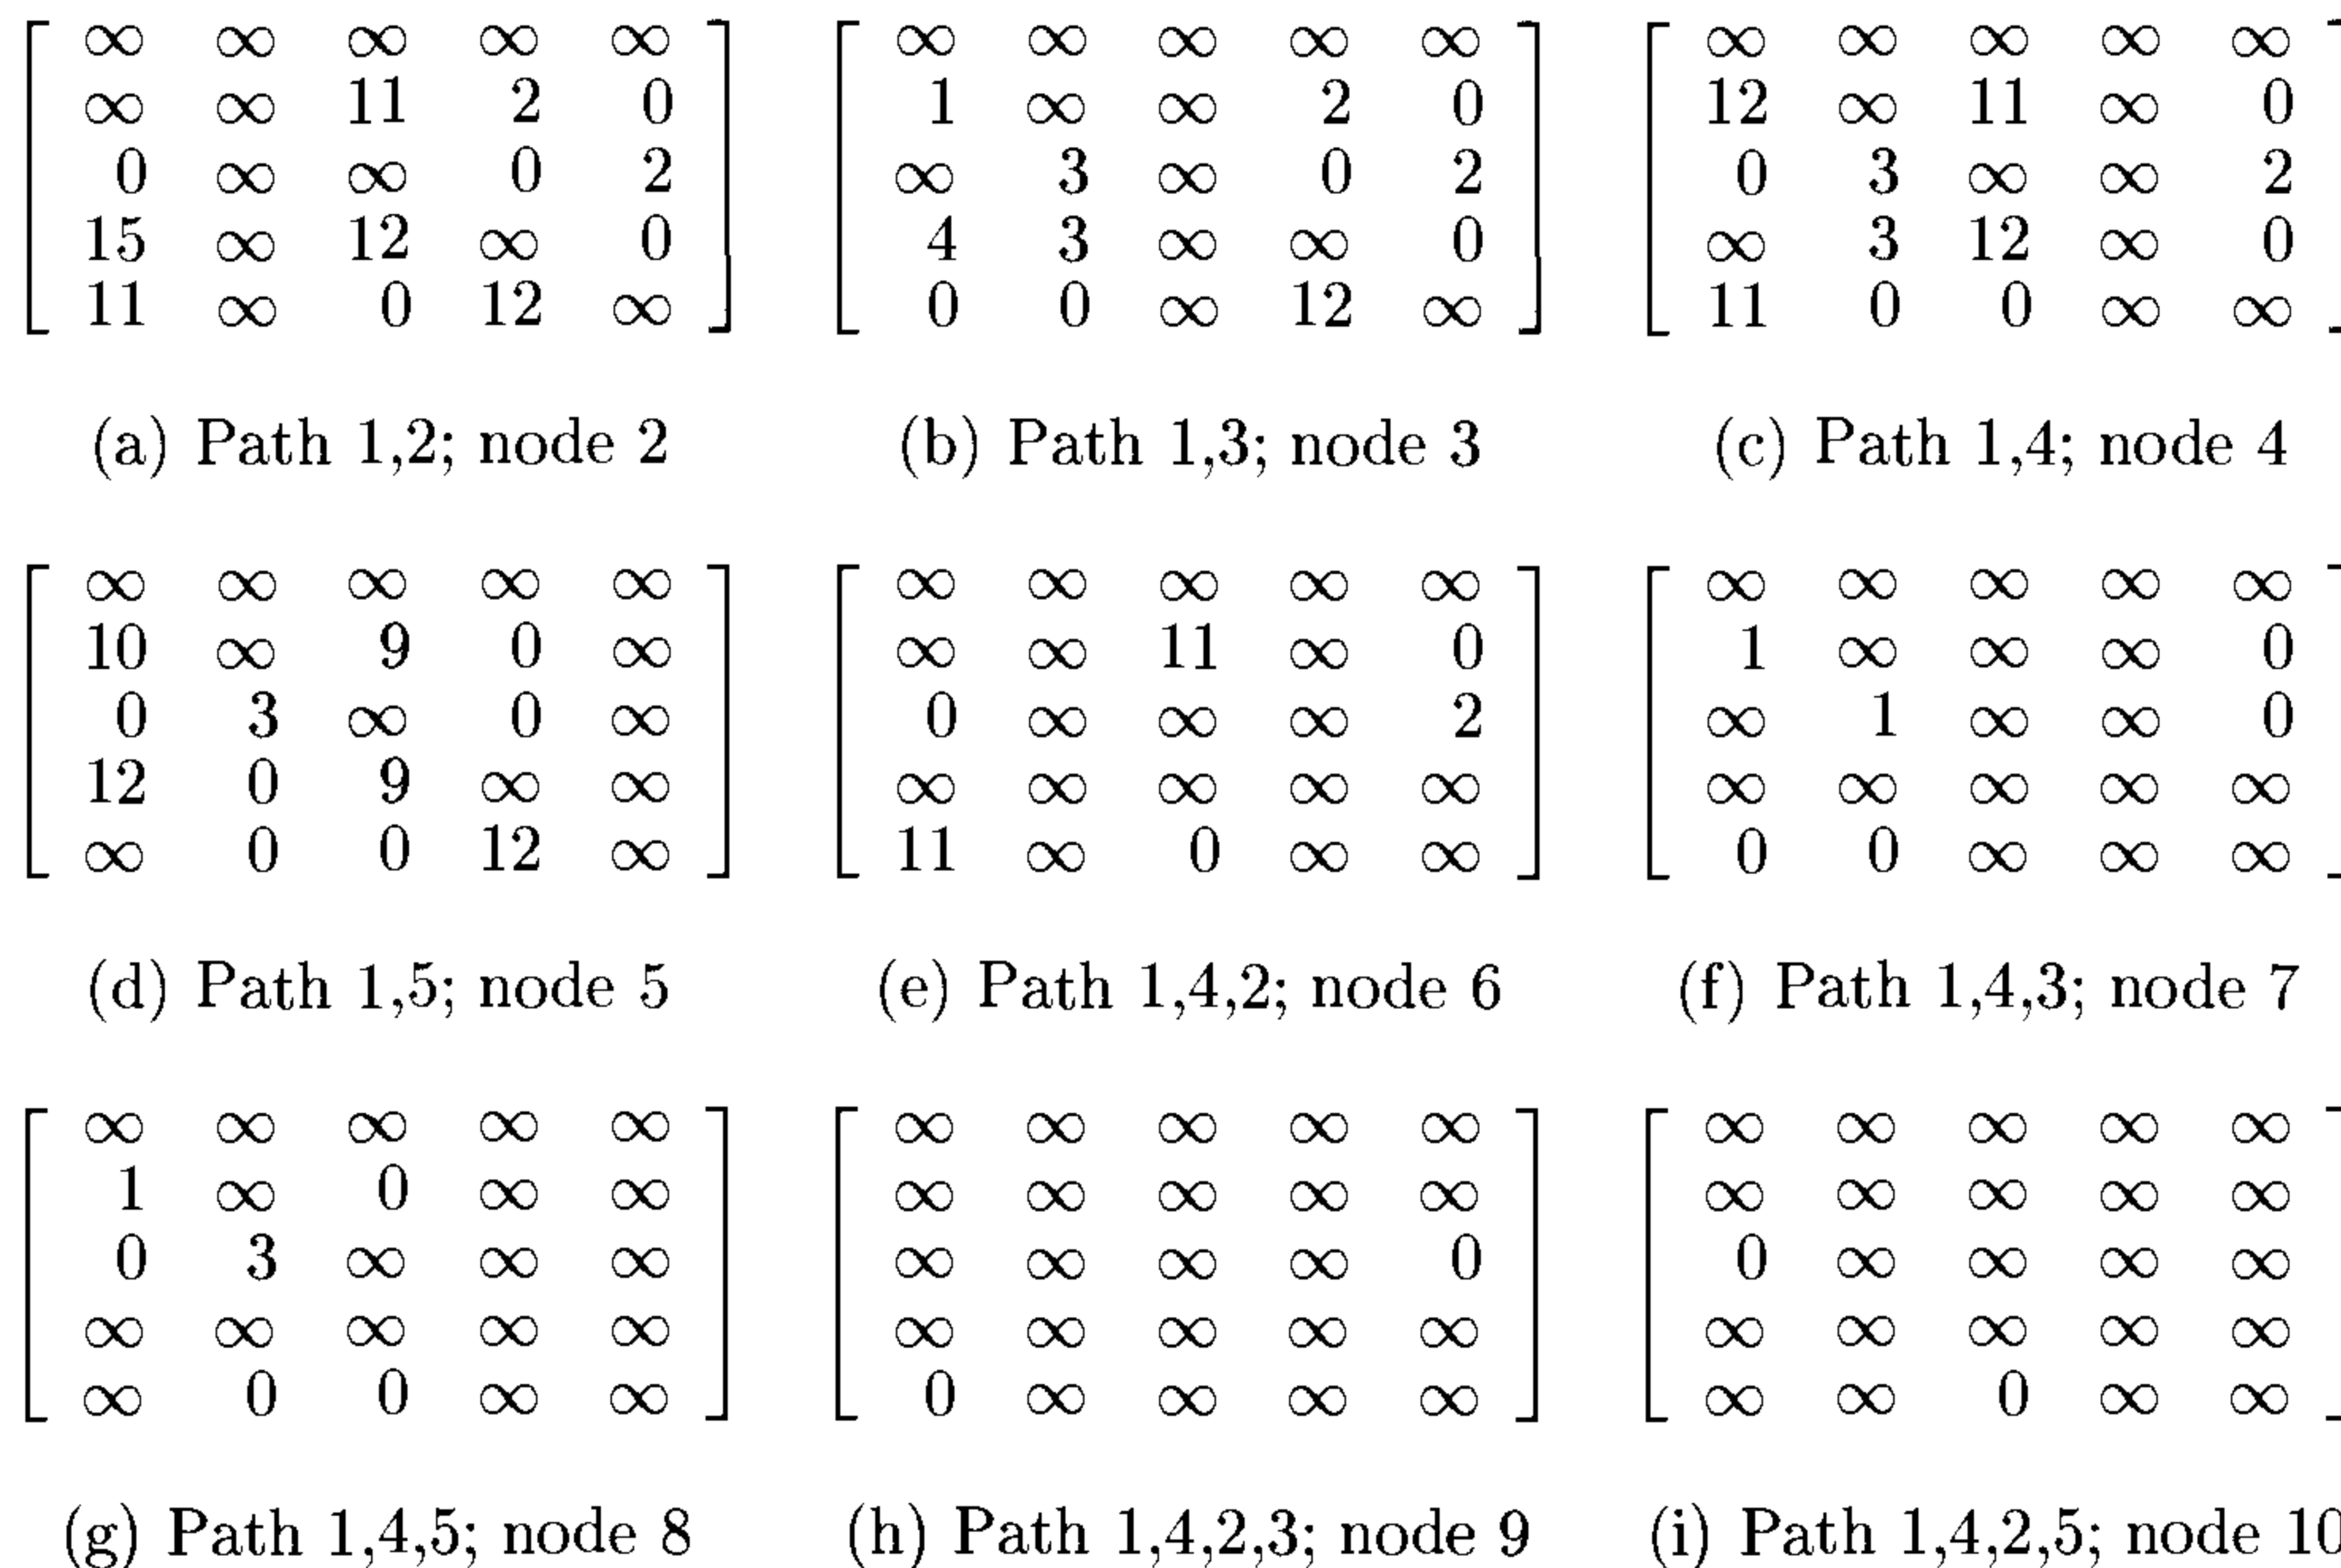 ∞ ∞ ∞ ∞ ∞ ∞ ∞ ∞ ∞ ∞ ∞ ∞ ∞ ∞ ∞
∞ ∞ 11 2 0 1 ∞ ∞ 2 0 12 ∞ 11 ∞ 0
0 ∞ ∞ 0 2 ∞ 3 ∞ 0 2 0 3 ∞ ∞ 2
15 ∞ 12 ∞ 0 4 3 ∞ ∞ 0 ∞ 3 12 ∞ 0
11 ∞ 0 12 ∞ 0 0 ∞ 12 ∞ 11 0 0 ∞ ∞
(a) Path 1,2; node 2 (b) Path 1,3; node 3 (c) Path 1,4; node 4
∞ ∞ ∞ ∞ ∞ ∞ ∞ ∞ ∞ ∞ ∞ ∞ ∞ ∞ ∞
10 ∞ 9 0 ∞ ∞ ∞ 11 ∞ 0 1 ∞ ∞ ∞ 0
0 3 ∞ 0 ∞ 0 ∞ ∞ ∞ 2 ∞ 1 ∞ ∞ 0
12 0 9 ∞ ∞ ∞ ∞ ∞ ∞ ∞ ∞ ∞ ∞ ∞ ∞
∞ 0 0 12 ∞ 11 ∞ 0 ∞ ∞ 0 0 ∞ ∞ ∞
(d) Path 1,5; node 5 (e) Path 1,4,2; node 6 (f) Path 1,4,3; node 7
∞ ∞ ∞ ∞ ∞ ∞ ∞ ∞ ∞ ∞ ∞ ∞ ∞ ∞ ∞
1 ∞ 0 ∞ ∞ ∞ ∞ ∞ ∞ ∞ ∞ ∞ ∞ ∞ ∞
0 3 ∞ ∞ ∞ ∞ ∞ ∞ ∞ 0 0 ∞ ∞ ∞ ∞
∞ ∞ ∞ ∞ ∞ ∞ ∞ ∞ ∞ ∞ ∞ ∞ ∞ ∞ ∞
∞ 0 0 ∞ ∞ 0 ∞ ∞ ∞ ∞ ∞ ∞ 0 ∞ ∞
(g) Path 1,4,5; node 8 (h) Path 1,4,2,3; node 9 (i) Path 1,4,2,5; node 10